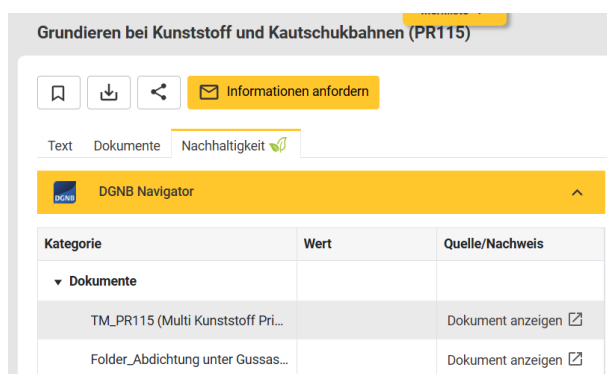 Grundieren bei Kunststoff und Kautschukbahnen (PR115)
Informationen anfordern
Text Dokumente Nachhaltigkeit
DGNB DGNB Navigator
Kategorie Wert Quelle/Nachweis
Dokumente
TM_PR115 (Multi Kunststoff Pri... Dokument anzeigen
Folder_Abdichtung unter Gussas... Dokument anzeigen